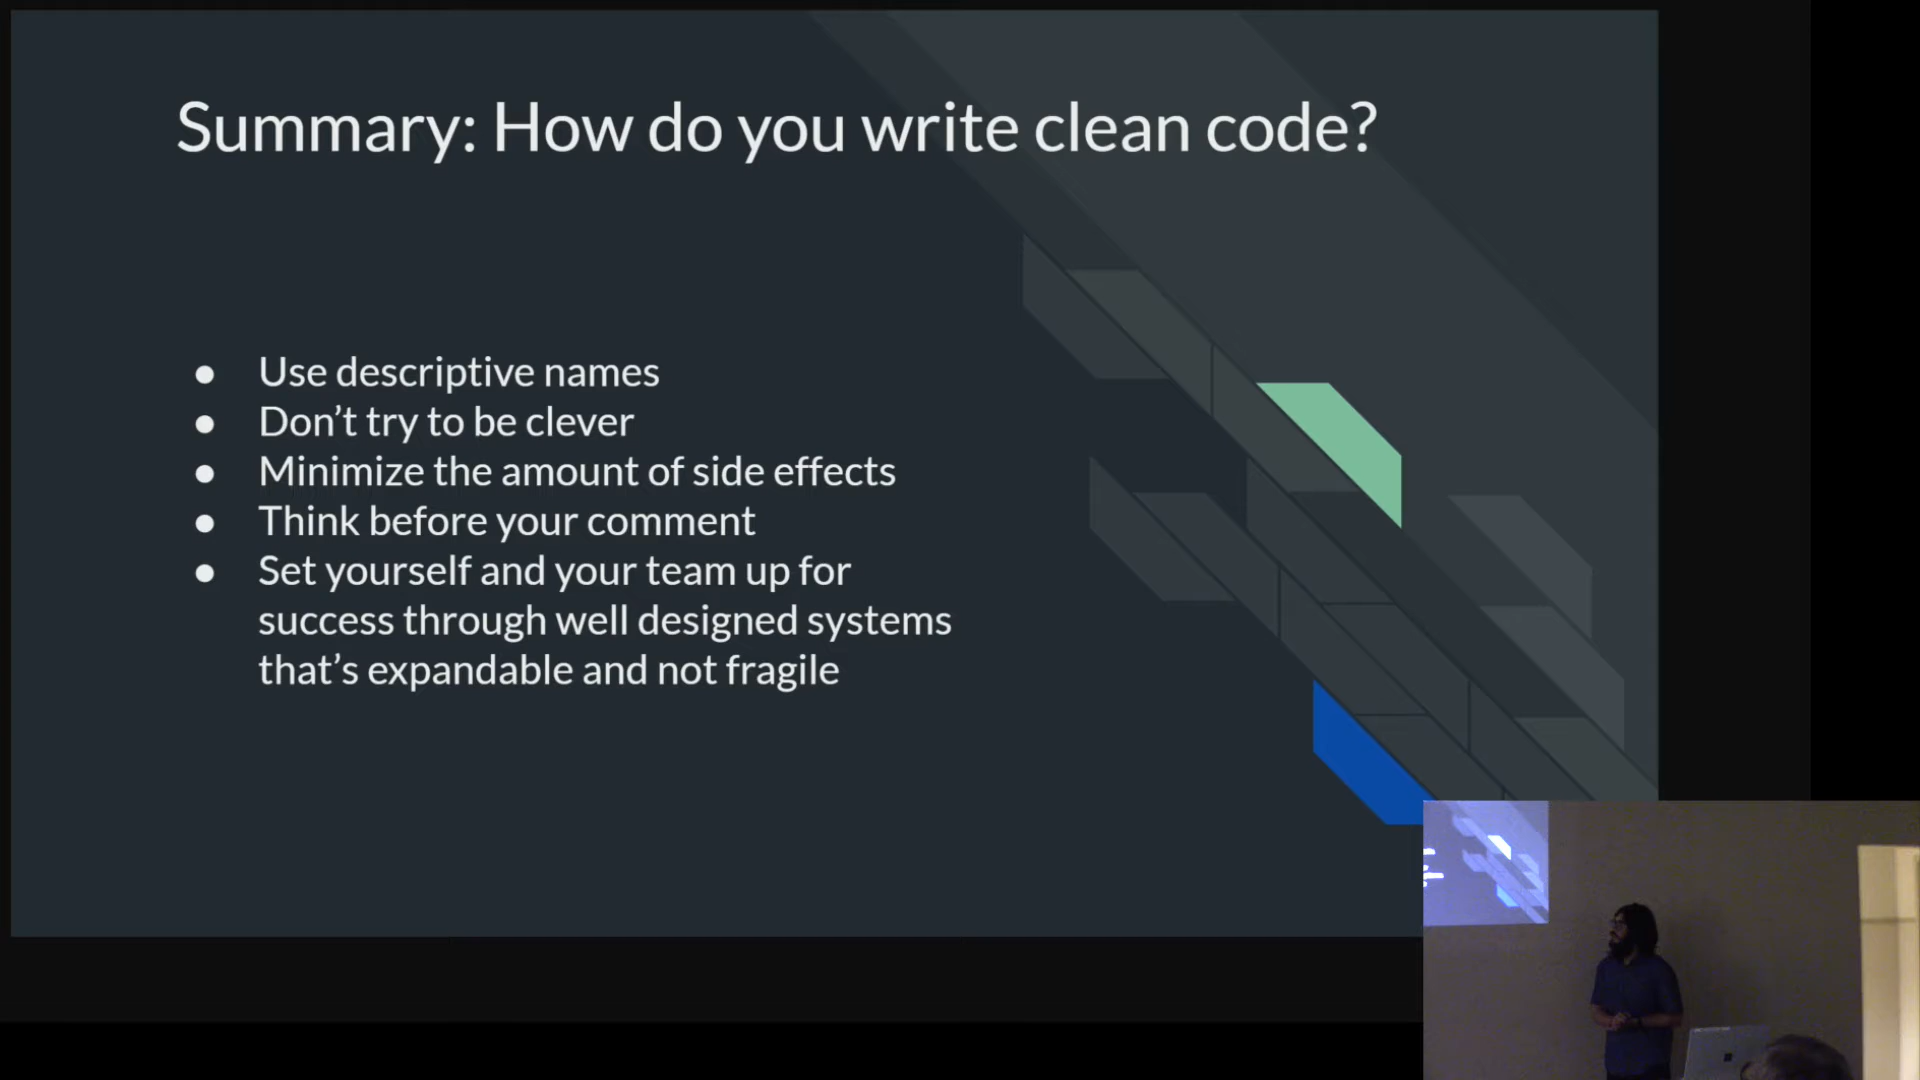 Summary: How do you write clean code?
● Use descriptive names
● Don’t try to be clever
● Minimize the amount of side effects
● Think before your comment
● Set yourself and your team up for
success through well designed systems
that’s expandable and not fragile